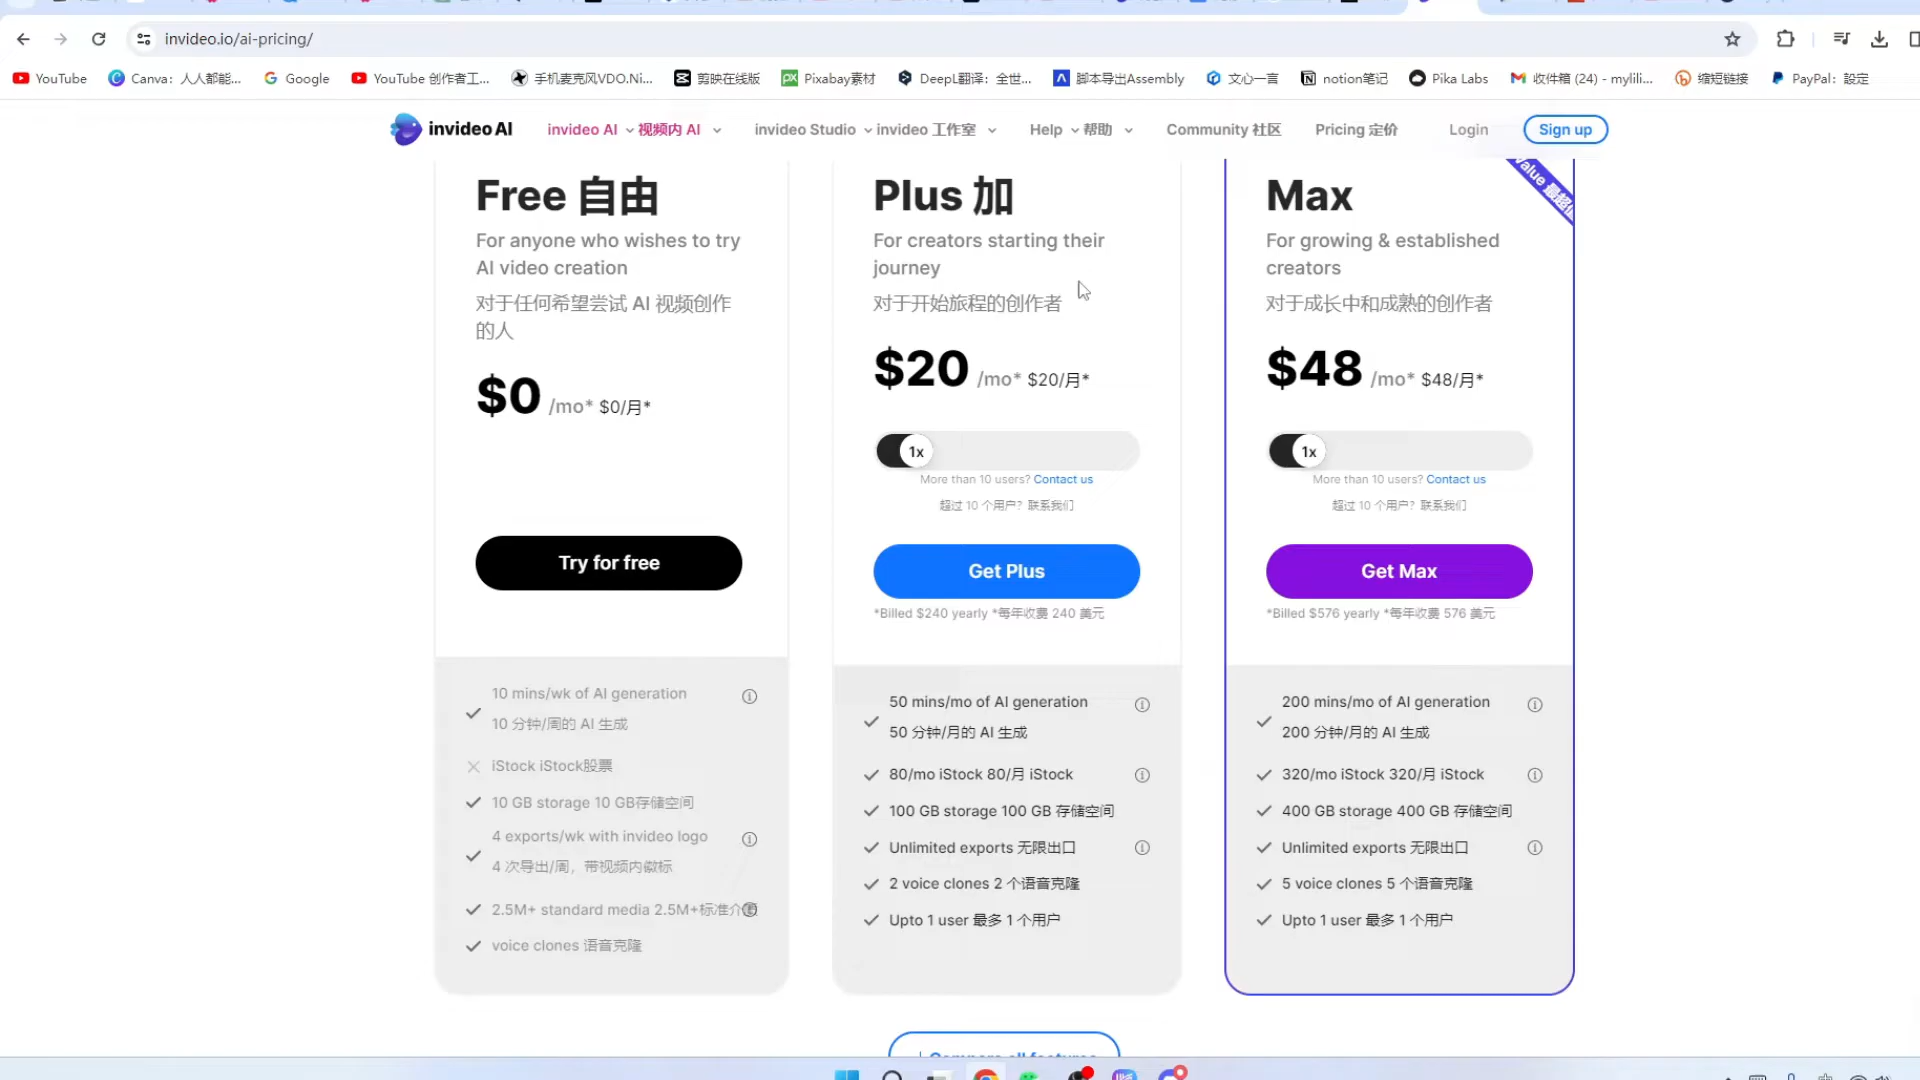 invideo.io/ai-pricing/
YouTube
Canva：人人都能...
Google
YouTube 创作者工...
手机麦克风VDO.Ni...
剪映在线版
Pixabay素材
DeepL翻译：全世...
脚本导出Assembly
文心一言
notion笔记
Pika Labs
收件箱 (24) - mylili...
缩短链接
PayPal：設定
invideo AI
invideo AI 视频内 AI
invideo Studio invideo 工作室
Help 帮助
Community 社区
Pricing 定价
Login
Sign up
Free 自由
For anyone who wishes to try
AI video creation
对于任何希望尝试 AI 视频创作
的人
$0 /mo* $0/月*
Try for free
10 mins/wk of AI generation
10 分钟/周的 AI 生成
iStock iStock股票
10 GB storage 10 GB存储空间
4 exports/wk with invideo logo
4 次导出/周，带视频内徽标
2.5M+ standard media 2.5M+标准介
voice clones 语音克隆
Plus 加
For creators starting their
journey
对于开始旅程的创作者
$20 /mo* $20/月*
1x
More than 10 users? Contact us
超过 10 个用户？联系我们
Get Plus
*Billed $240 yearly *每年收费 240 美元
50 mins/mo of AI generation
50 分钟/月的 AI 生成
80/mo iStock 80/月 iStock
100 GB storage 100 GB 存储空间
Unlimited exports 无限出口
2 voice clones 2 个语音克隆
Upto 1 user 最多 1 个用户
Value 最超值
Max
For growing & established
creators
对于成长中和成熟的创作者
$48 /mo* $48/月*
1x
More than 10 users? Contact us
超过 10 个用户？联系我们
Get Max
*Billed $576 yearly *每年收费 576 美元
200 mins/mo of AI generation
200 分钟/月的 AI 生成
320/mo iStock 320/月 iStock
400 GB storage 400 GB 存储空间
Unlimited exports 无限出口
5 voice clones 5 个语音克隆
Upto 1 user 最多 1 个用户
Compare all features